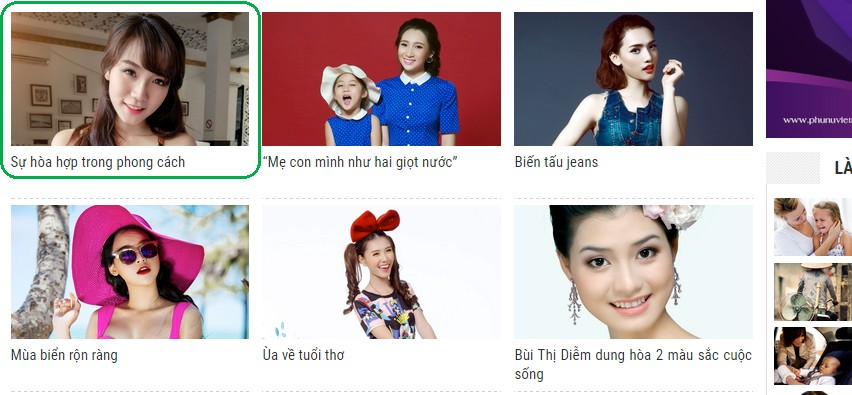 www.phunuvie
Sự hòa hợp trong phong cách
“Mẹ con mình như hai giọt nước”
Biến tấu jeans
LÀ
Mùa biển rộn ràng
Ùa về tuổi thơ
Bùi Thị Diễm dung hòa 2 màu sắc cuộc
sống